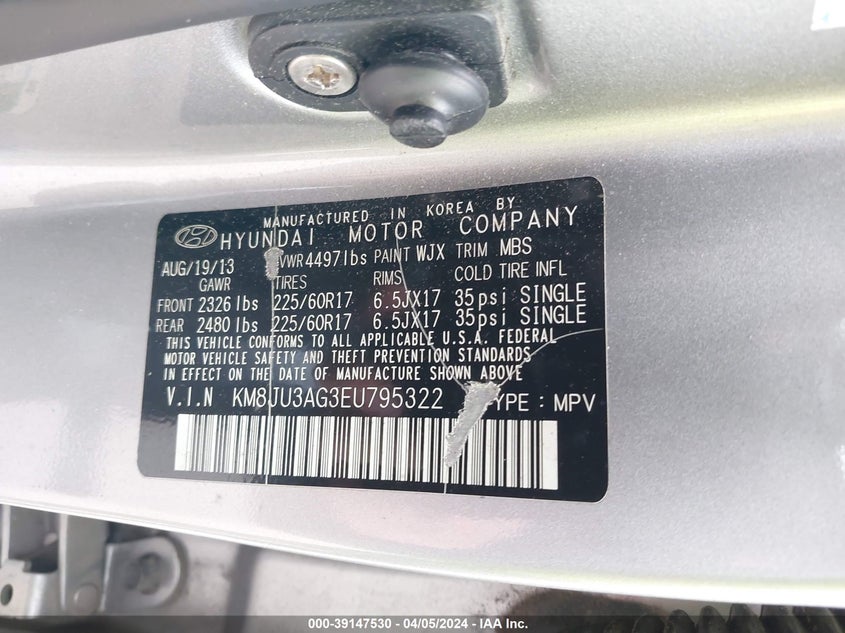 MANUFACTURED IN KOREA BY
HYUNDAI MOTOR COMPANY
AUG/19/13 VWR4497lbs PAINT WJX TRIM MBS
GAWR TIRES RIMS COLD TIRE INFL
FRONT 2326 lbs 225/60R17 6.5JX17 35psi SINGLE
REAR 2480 lbs 225/60R17 6.5JX17 35psi SINGLE
THIS VEHICLE CONFORMS TO ALL APPLICABLE U.S.A. FEDERAL
MOTOR VEHICLE SAFETY AND THEFT PREVENTION STANDARDS
IN EFFECT ON THE DATE OF MANUFACTURE SHOWN ABOVE
V.I.N KM8JU3AG3EU795322 YPE : MPV
000-39147530 - 04/05/2024 - IAA Inc.